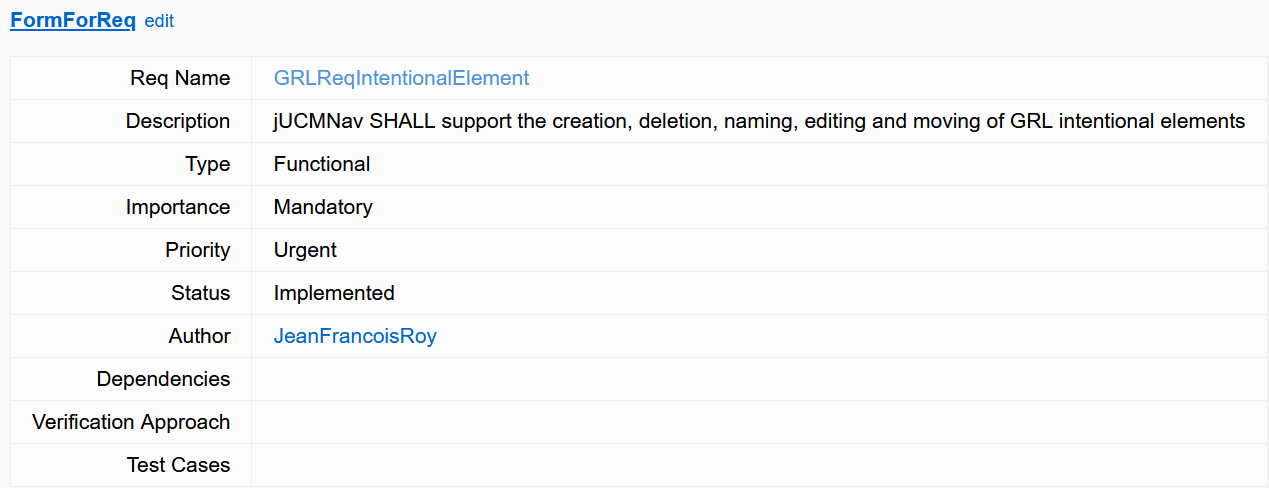 FormForReq edit
Req Name GRLReqIntentionalElement
Description jUCMNav SHALL support the creation, deletion, naming, editing and moving of GRL intentional elements
Type Functional
Importance Mandatory
Priority Urgent
Status Implemented
Author JeanFrancoisRoy
Dependencies
Verification Approach
Test Cases